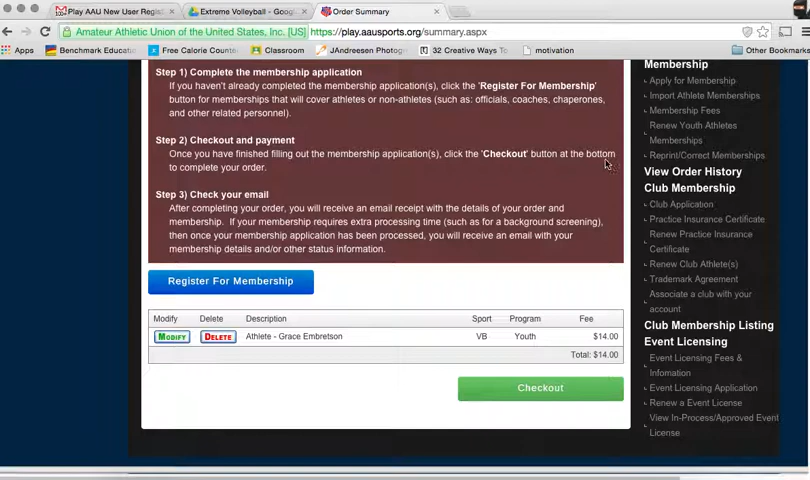 Play AAU New User Regis
Extreme Volleyball - Goog
Order Summary
Amateur Athletic Union of the United States, Inc. [US] https://play.aausports.org/summary.aspx
Apps Benchmark Educati Free Calorie Counte Classroom JAndreesen Photogr 32 Creative Ways To motivation Other Bookmarks
Step 1) Complete the membership application
If you haven't already completed the membership application(s), click the 'Register For Membership'
button for memberships that will cover athletes or non-athletes (such as: officials, coaches, chaperones,
and other related personnel).
Step 2) Checkout and payment
Once you have finished filling out the membership application(s), click the 'Checkout' button at the bottom
to complete your order.
Step 3) Check your email
After completing your order, you will receive an email receipt with the details of your order and
membership. If your membership requires extra processing time (such as for a background screening),
then once your membership application has been processed, you will receive an email with your
membership details and/or other status information.
Register For Membership
Modify Delete Description Sport Program Fee
MODIFY DELETE Athlete - Grace Embretson VB Youth $14.00
Total: $14.00
Checkout
Membership
Apply for Membership
Import Athlete Memberships
Membership Fees
Renew Youth Athletes
Memberships
Reprint/Correct Memberships
View Order History
Club Membership
Club Application
Practice Insurance Certificate
Renew Practice Insurance
Certificate
Renew Club Athlete(s)
Trademark Agreement
Associate a club with your
account
Club Membership Listing
Event Licensing
Event Licensing Fees &
Infomation
Event Licensing Application
Renew a Event License
View In-Process/Approved Event
License